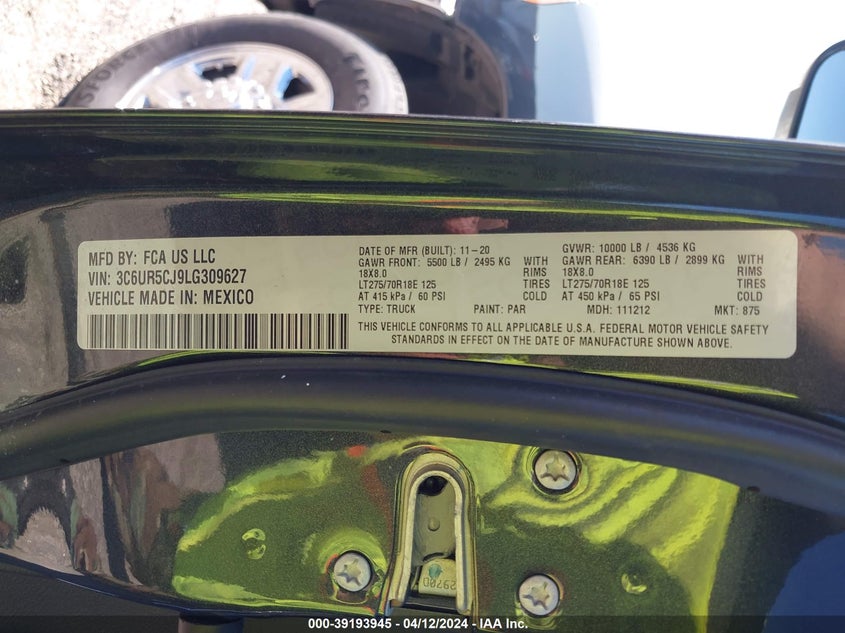 FIRE
MFD BY: FCA US LLC
VIN: 3C6UR5CJ9LG309627
VEHICLE MADE IN: MEXICO
DATE OF MFR (BUILT): 11-20 GVWR: 10000 LB / 4536 KG
GAWR FRONT: 5500 LB / 2495 KG WITH GAWR REAR: 6390 LB / 2899 KG WITH
18X8.0 RIMS 18X8.0 RIMS
LT275/70R18E 125 TIRES LT275/70R18E 125 TIRES
AT 415 kPa / 60 PSI COLD AT 450 kPa / 65 PSI COLD
TYPE: TRUCK PAINT: PAR MDH: 111212 MKT: 875
THIS VEHICLE CONFORMS TO ALL APPLICABLE U.S.A. FEDERAL MOTOR VEHICLE SAFETY
STANDARDS IN EFFECT ON THE DATE OF MANUFACTURE SHOWN ABOVE.
000-39193945 - 04/12/2024 - IAA Inc.